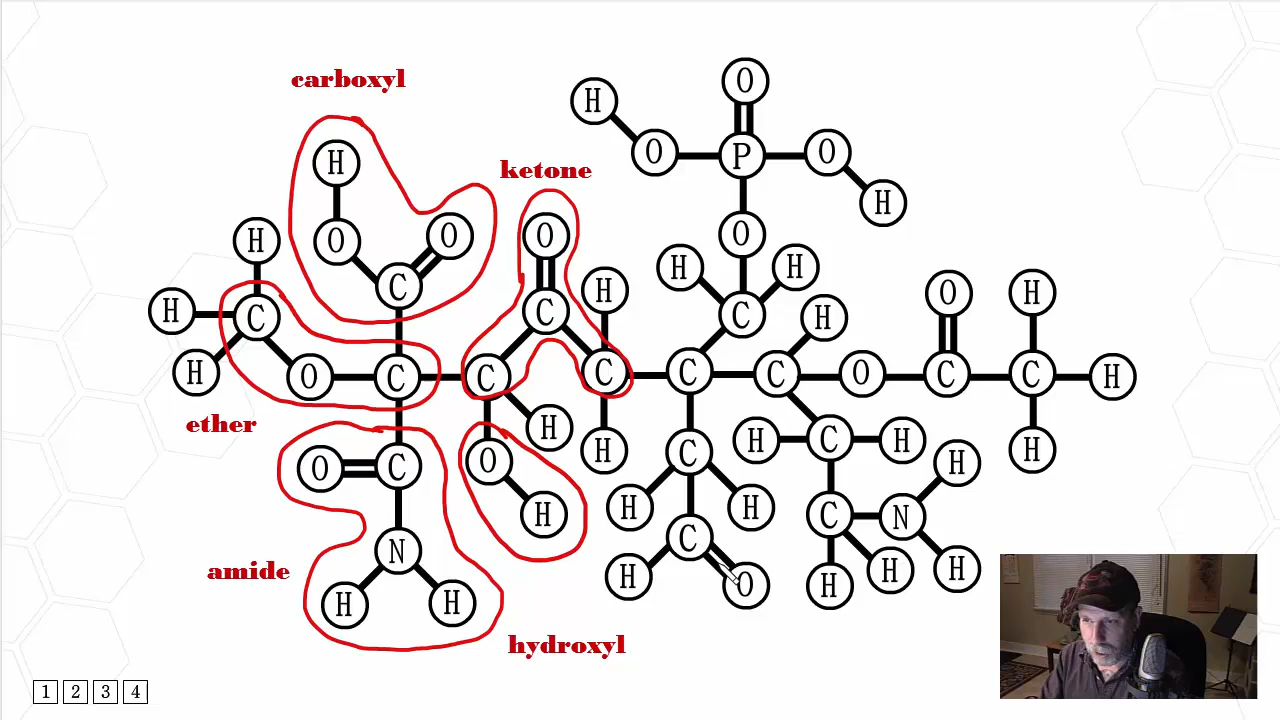 carboxyl O
H
H ketone O P O
H
H O O O O
H H
C H O H
H C C C H
H O C C C C C O C C H
ether H
H C H
H C H
O C O H
H H H C N
N C
amide H H H
O H
H H
hydroxyl
1 2 3 4